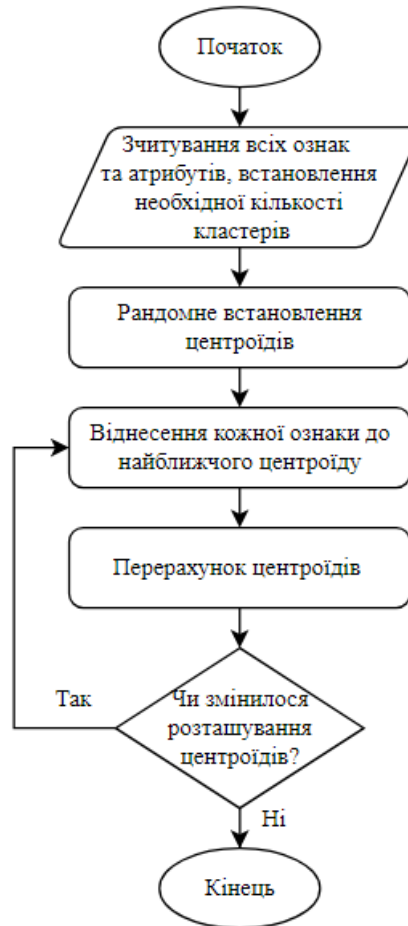 Початок
Зчитування всіх ознак
та атрибутів, встановлення
необхідної кількості
кластерів
Рандомне встановлення
центроїдів
Віднесення кожної ознаки до
найближчого центроїду
Перерахунок центроїдів
Чи змінилося
розташування
центроїдів?
Так
Ні
Кінець